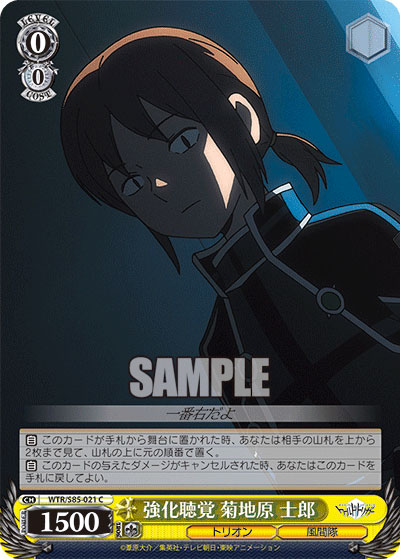 LEVEL
0
0
COST
SAMPLE
一番右だよ
自 このカードが手札から舞台に置かれた時、あなたは相手の山札を上から
2枚まで見て、山札の上に元の順番で置く。
自 このカードの与えたダメージがキャンセルされた時、あなたはこのカードを
手札に戻してよい。
CH WTR/S85-021 C
強化聴覚 菊地原 士郎
POWER
1500
SOUL
トリオン 風間隊
©葦原大介／集英社・テレビ朝日・東映アニメーション